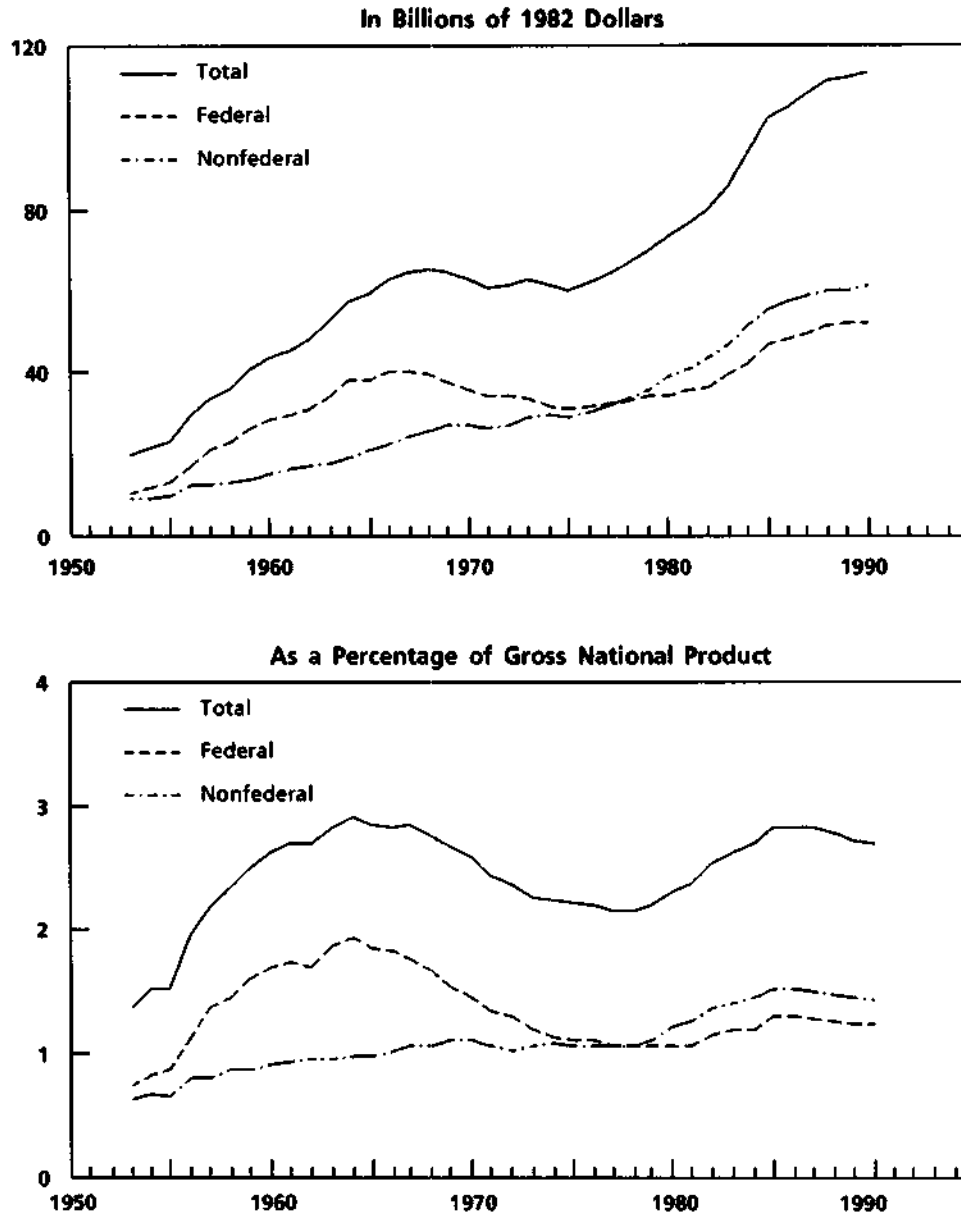 In Billions of 1982 Dollars
120
Total
Federal
Nonfederal
80
40
0
1950 1960 1970 1980 1990
As a Percentage of Gross National Product
4
Total
Federal
Nonfederal
3
2
1
0
1950 1960 1970 1980 1990